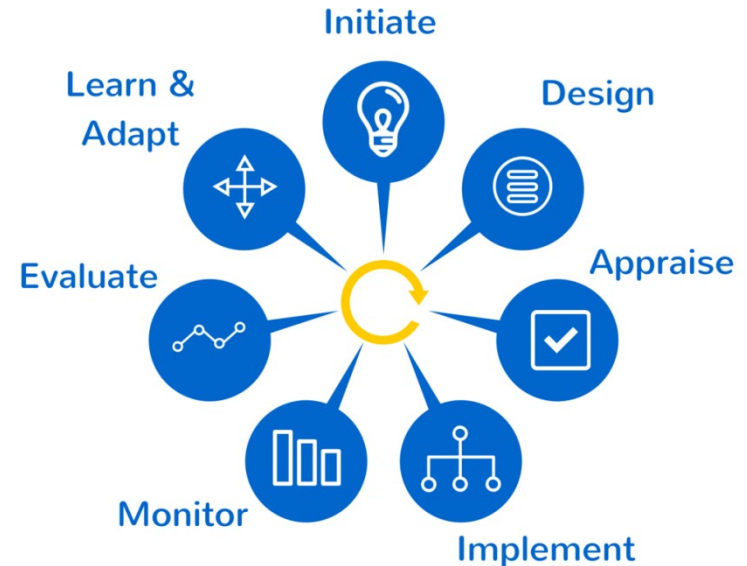 Initiate
Design
Appraise
Implement
Monitor
Evaluate
Learn &
Adapt